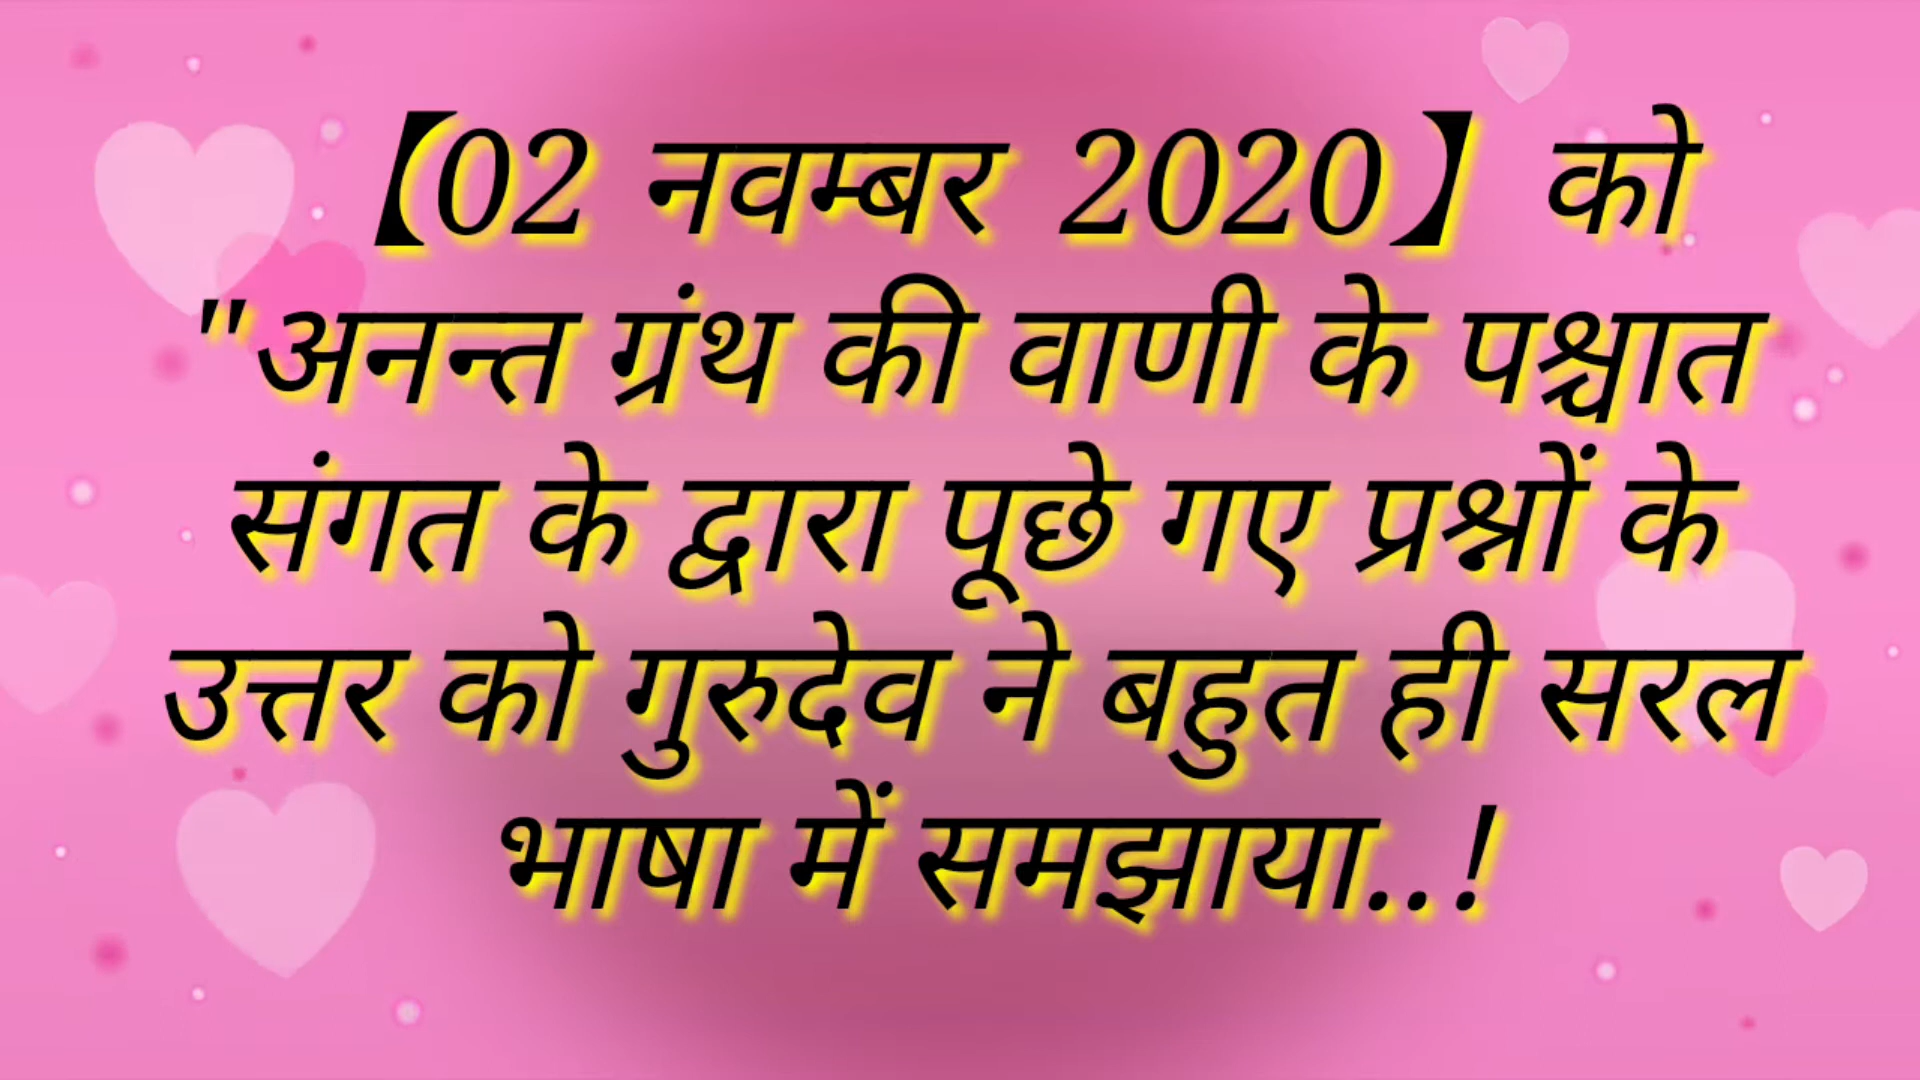 【02 नवम्बर 2020】 को
"अनन्त ग्रंथ की वाणी के पश्चात
संगत के द्वारा पूछे गए प्रश्नों के
उत्तर को गुरुदेव ने बहुत ही सरल
भाषा में समझाया..!